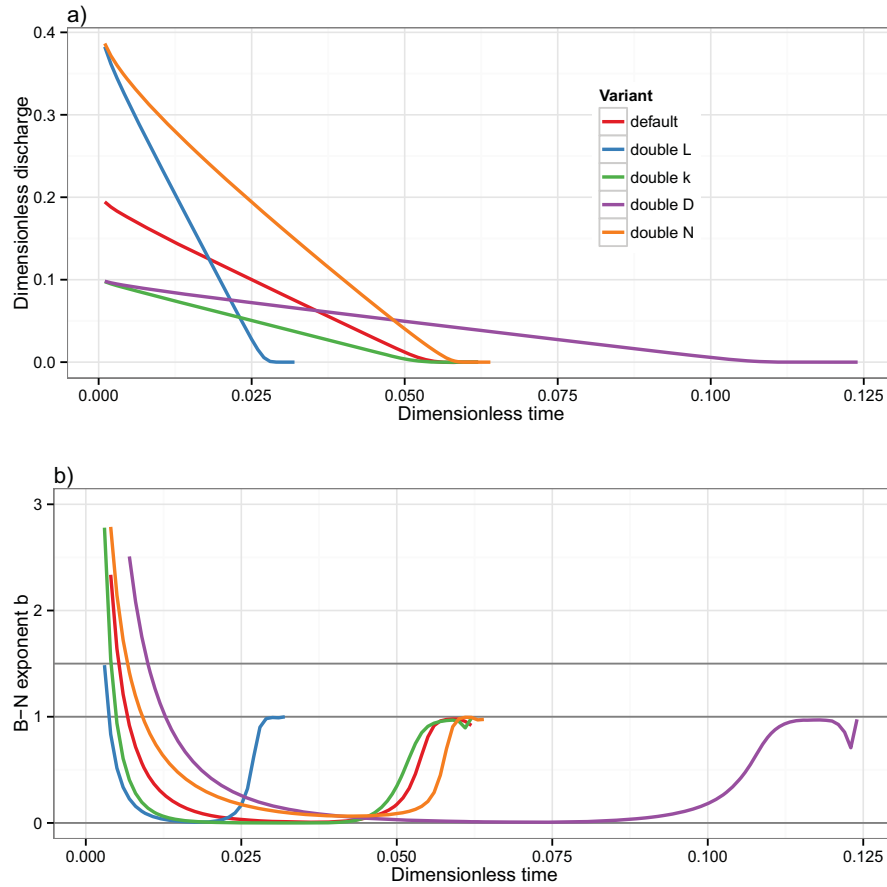 a)
0.4
0.3
0.2
0.1
0.0
Dimensionless discharge
Variant
default
double L
double k
double D
double N
0.000
0.025
0.050
0.075
0.100
0.125
Dimensionless time
b)
3
2
1
0
B−N exponent b
0.000
0.025
0.050
0.075
0.100
0.125
Dimensionless time